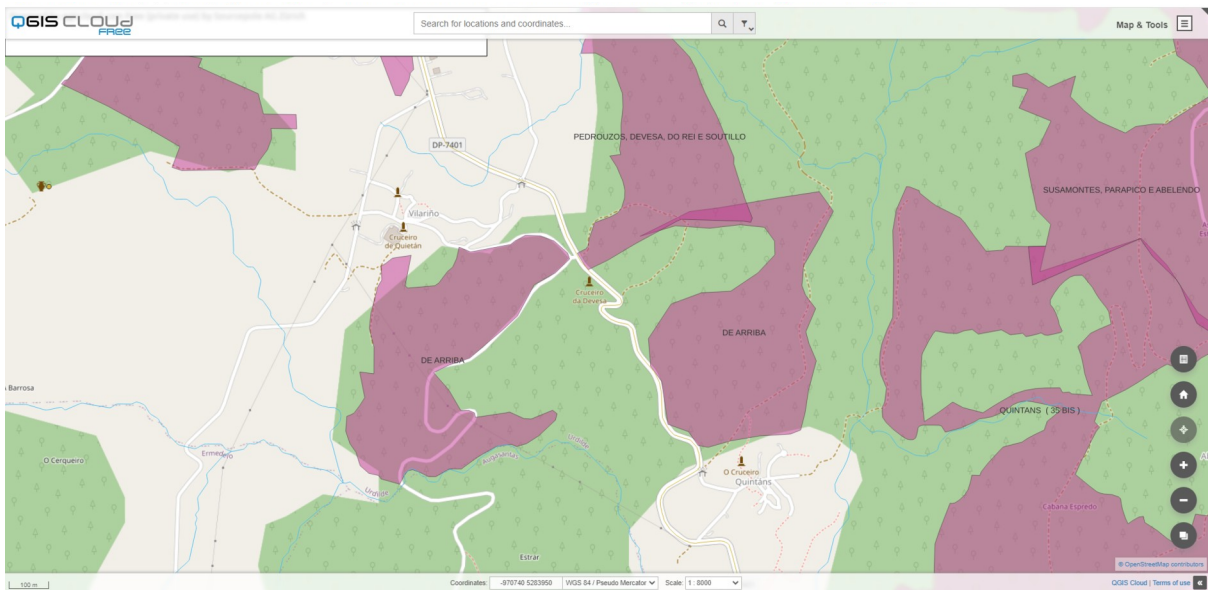 QGIS CLOUD
FREE
Search for locations and coordinates...
Map & Tools
DP-7401
PEDROUZOS, DEVESA, DO REI E SOUTILLO
SUSAMONTES, PARAPICO E ABELENDO
Vilariño
Cruceiro
de Quietán
Cruceiro
da Devesa
DE ARRIBA
DE ARRIBA
Barrosa
QUINTANS ( 35 BIS )
Ermedelo
O Cerqueiro
Urdilde
Urdilde
O Cruceiro
Quintáns
Cabana Espredo
Estrar
© OpenStreetMap contributors
100 m
Coordinates: -970740 5283950 WGS 84 / Pseudo Mercator Scale: 1 : 8000
QGIS Cloud | Terms of use